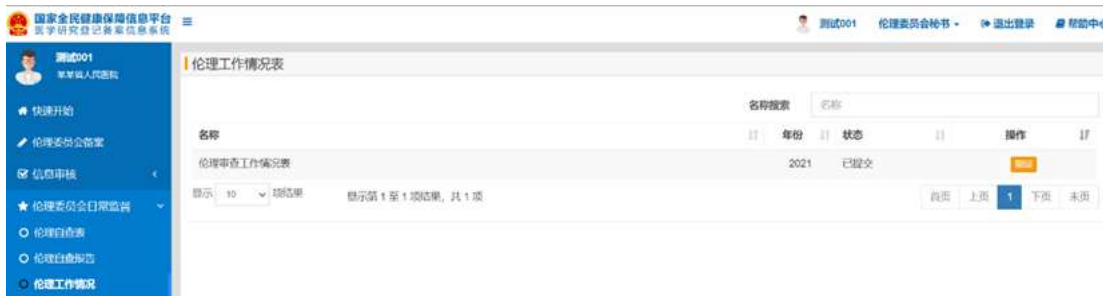 国家全民健康保障信息平台
医学研究登记备案信息系统
测试001 伦理委员会秘书 退出登录 帮助中心
测试001
某某省人民医院
伦理工作情况表
快速开始
名称搜索 名称
伦理委员会备案
名称 年份 状态 操作
信息审核
伦理审查工作情况表 2021 已提交
显示 10 项结果 显示第 1 至 1 项结果，共 1 项 首页 上页 1 下页 末页
伦理委员会日常监督
伦理自查表
伦理自查报告
伦理工作情况